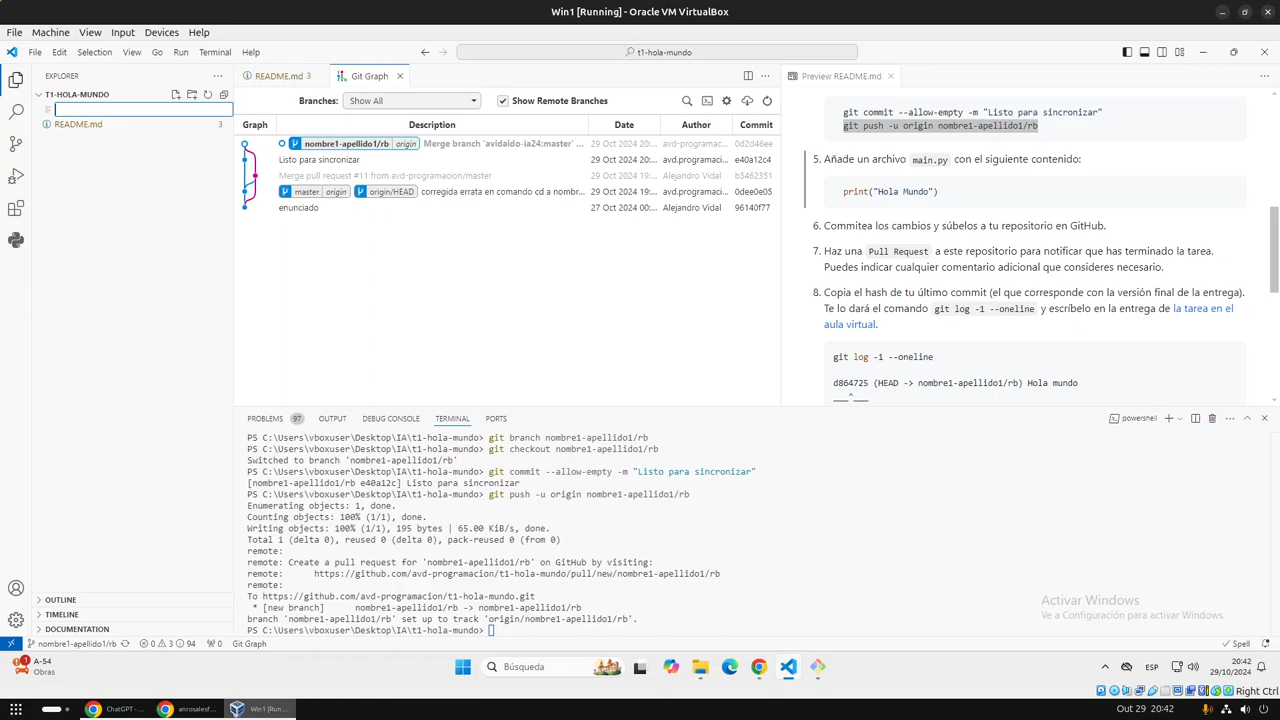 Win1 [Running] - Oracle VM VirtualBox
File Machine View Input Devices Help
File Edit Selection View Go Run Terminal Help
t1-hola-mundo
EXPLORER
T1-HOLA-MUNDO
README.md 3
OUTLINE
TIMELINE
DOCUMENTATION
README.md 3
Git Graph
Branches: Show All
Show Remote Branches
Graph Description Date Author Commit
nombre1-apellido1/rb origin Merge branch 'avidaldo-ia24:master' ... 29 Oct 2024 20:... avd-programaci... 0d2d46ee
Listo para sincronizar 29 Oct 2024 20:... avd.programaci... e40a12c4
Merge pull request #11 from avd-programacion/master 29 Oct 2024 20:... Alejandro Vidal b5462351
master origin origin/HEAD corregida errata en comando cd a nombr... 29 Oct 2024 19:... avd.programaci... 0dee0e05
enunciado 27 Oct 2024 00:... Alejandro Vidal 96140f77
Preview README.md
git commit --allow-empty -m "Listo para sincronizar"
git push -u origin nombre1-apellido1/rb
5. Añade un archivo main.py con el siguiente contenido:
print("Hola Mundo")
6. Commitea los cambios y súbelos a tu repositorio en GitHub.
7. Haz una Pull Request a este repositorio para notificar que has terminado la tarea.
Puedes indicar cualquier comentario adicional que consideres necesario.
8. Copia el hash de tu último commit (el que corresponde con la versión final de la entrega).
Te lo dará el comando git log -1 --oneline y escríbelo en la entrega de la tarea en el
aula virtual.
git log -1 --oneline
d864725 (HEAD -> nombre1-apellido1/rb) Hola mundo
___^___
PROBLEMS 97 OUTPUT DEBUG CONSOLE TERMINAL PORTS
powershell
PS C:\Users\vboxuser\Desktop\IA\t1-hola-mundo> git branch nombre1-apellido1/rb
PS C:\Users\vboxuser\Desktop\IA\t1-hola-mundo> git checkout nombre1-apellido1/rb
Switched to branch 'nombre1-apellido1/rb'
PS C:\Users\vboxuser\Desktop\IA\t1-hola-mundo> git commit --allow-empty -m "Listo para sincronizar"
[nombre1-apellido1/rb e40a12c] Listo para sincronizar
PS C:\Users\vboxuser\Desktop\IA\t1-hola-mundo> git push -u origin nombre1-apellido1/rb
Enumerating objects: 1, done.
Counting objects: 100% (1/1), done.
Writing objects: 100% (1/1), 195 bytes | 65.00 KiB/s, done.
Total 1 (delta 0), reused 0 (delta 0), pack-reused 0 (from 0)
remote:
remote: Create a pull request for 'nombre1-apellido1/rb' on GitHub by visiting:
remote: https://github.com/avd-programacion/t1-hola-mundo/pull/new/nombre1-apellido1/rb
remote:
To https://github.com/avd-programacion/t1-hola-mundo.git
* [new branch] nombre1-apellido1/rb -> nombre1-apellido1/rb
branch 'nombre1-apellido1/rb' set up to track 'origin/nombre1-apellido1/rb'.
PS C:\Users\vboxuser\Desktop\IA\t1-hola-mundo>
Activar Windows
Ve a Configuración para activar Windows.
nombre1-apellido1/rb 0 3 94 0 Git Graph
Spell
1 A-54
Obras
Búsqueda
ESP
20:42
29/10/2024
Right Ctrl
ChatGPT - ...
anrosalesf...
Win1 [Run...
Out 29 20:42